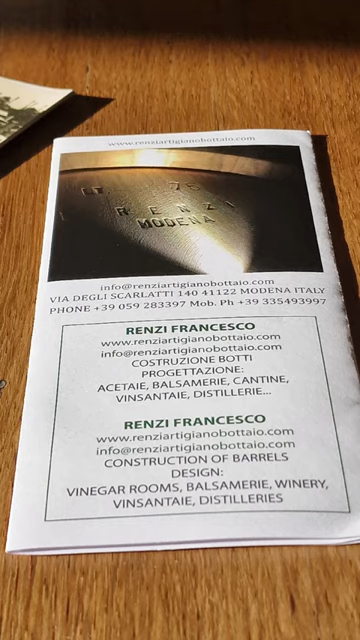 www.renziartigianobottaio.com
75
RENZI
MODENA
info@renziartigianobottaio.com
VIA DEGLI SCARLATTI 140 41122 MODENA ITALY
PHONE +39 059 283397 Mob. Ph +39 335493997
RENZI FRANCESCO
www.renziartigianobottaio.com
info@renziartigianobottaio.com
COSTRUZIONE BOTTI
PROGETTAZIONE:
ACETAIE, BALSAMERIE, CANTINE,
VINSANTAIE, DISTILLERIE...
RENZI FRANCESCO
www.renziartigianobottaio.com
info@renziartigianobottaio.com
CONSTRUCTION OF BARRELS
DESIGN:
VINEGAR ROOMS, BALSAMERIE, WINERY,
VINSANTAIE, DISTILLERIES